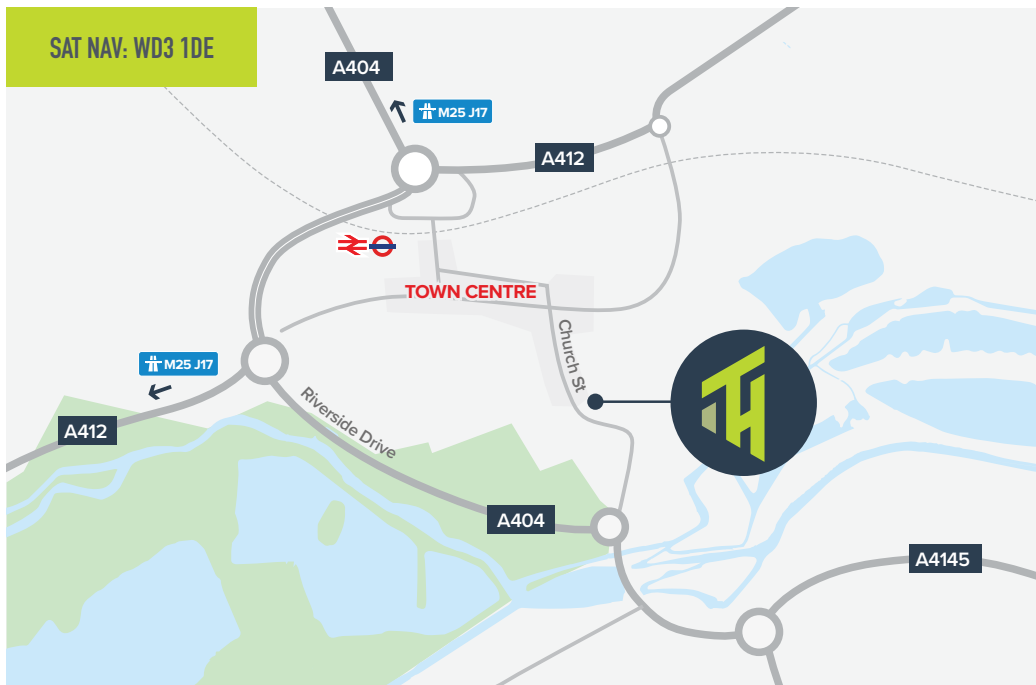 SAT NAV: WD3 1DE
A404
M25 J17
A412
TOWN CENTRE
Church St
M25 J17
A412
Riverside Drive
TH
A404
A4145